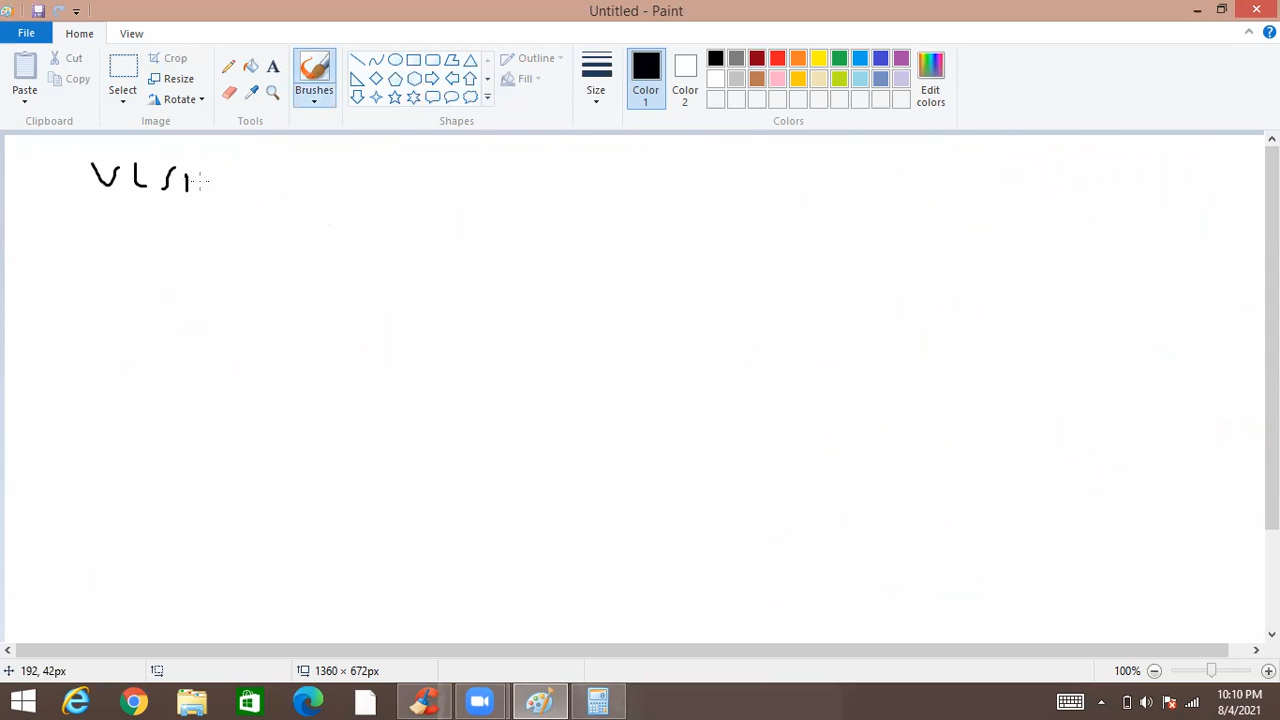 Untitled - Paint
File Home View
Cut
Copy
Paste
Clipboard
Select
Crop
Resize
Rotate
Image
Tools
Brushes
Shapes
Outline
Fill
Size
Color 1
Color 2
Edit colors
Colors
VLSI
192, 42px
1360 × 672px
100%
10:10 PM
8/4/2021